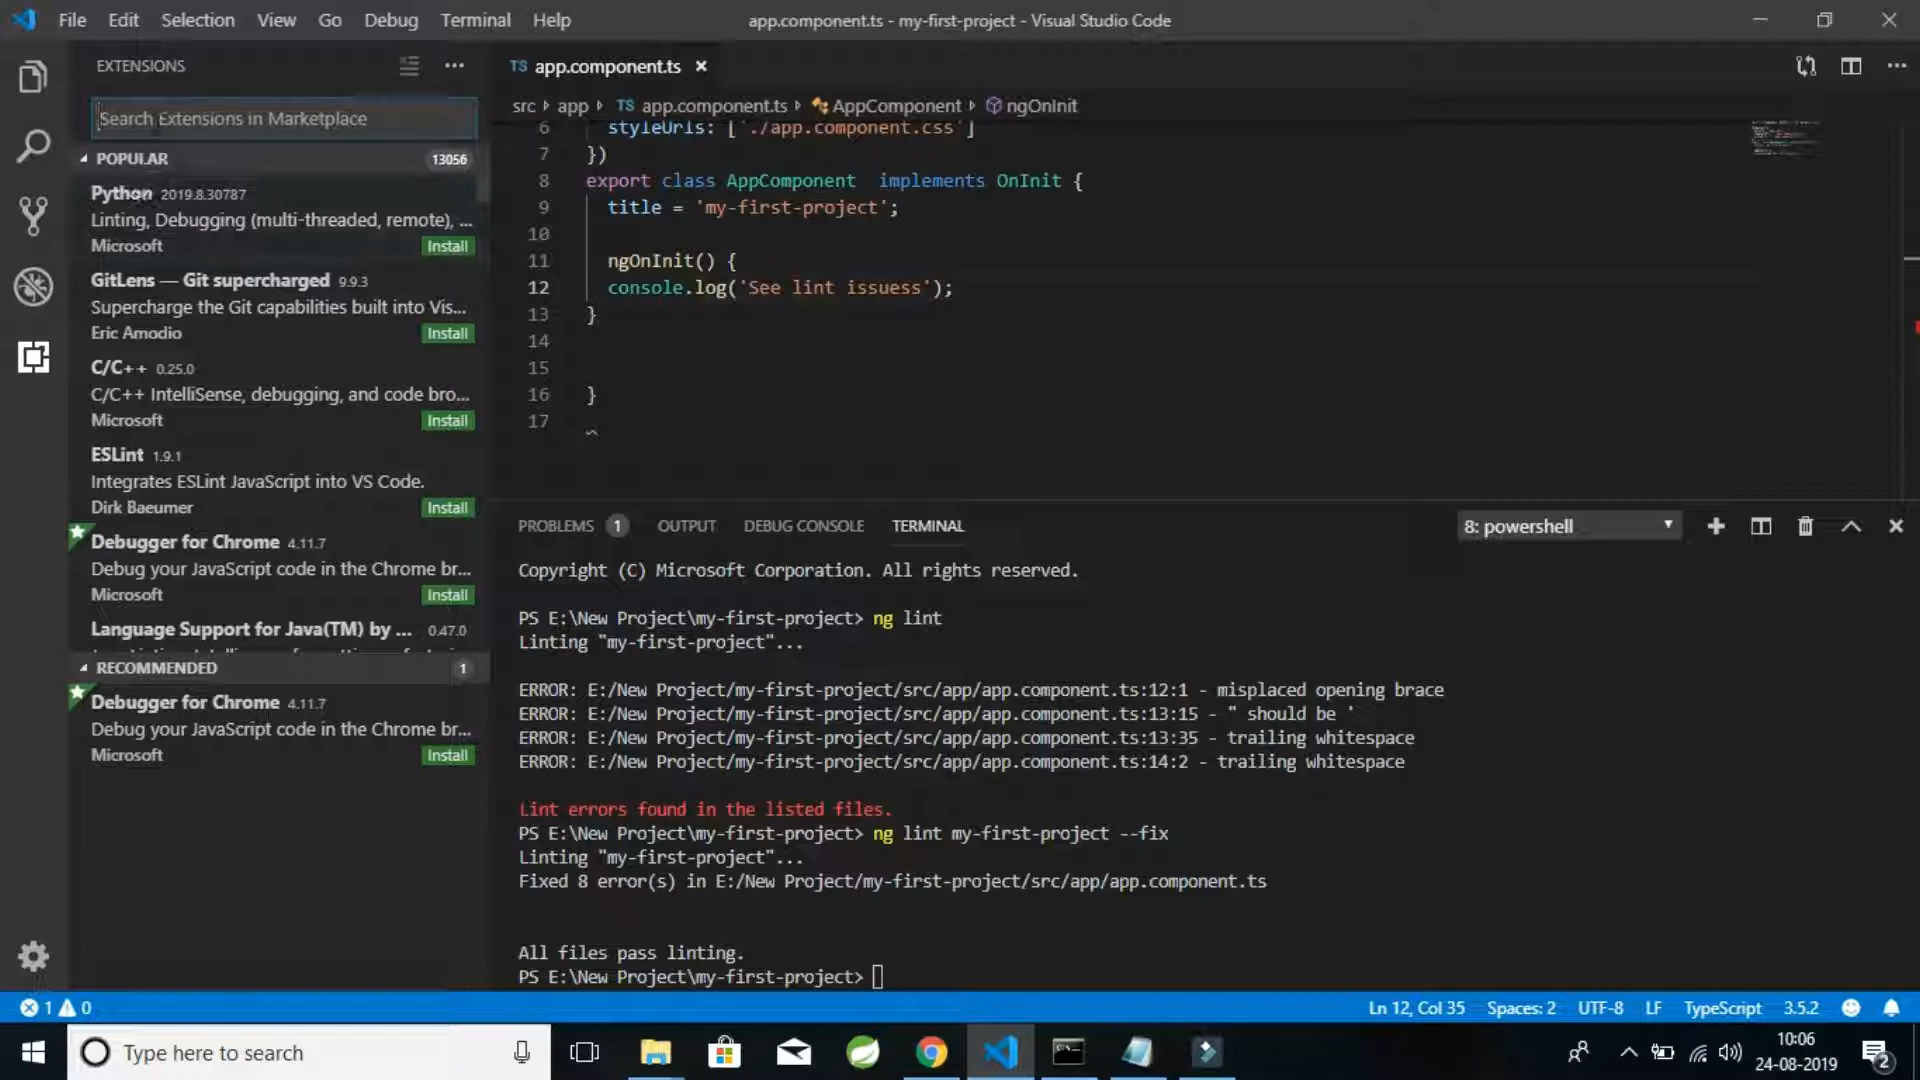 File Edit Selection View Go Debug Terminal Help
app.component.ts - my-first-project - Visual Studio Code
EXTENSIONS
Search Extensions in Marketplace
POPULAR 13056
Python 2019.8.30787
Linting, Debugging (multi-threaded, remote), ...
Microsoft Install
GitLens — Git supercharged 9.9.3
Supercharge the Git capabilities built into Vis...
Eric Amodio Install
C/C++ 0.25.0
C/C++ IntelliSense, debugging, and code bro...
Microsoft Install
ESLint 1.9.1
Integrates ESLint JavaScript into VS Code.
Dirk Baeumer Install
Debugger for Chrome 4.11.7
Debug your JavaScript code in the Chrome br...
Microsoft Install
Language Support for Java(TM) by ... 0.47.0
RECOMMENDED 1
Debugger for Chrome 4.11.7
Debug your JavaScript code in the Chrome br...
Microsoft Install
TS app.component.ts ×
src app TS app.component.ts AppComponent ngOnInit
6 styleUrls: ['./app.component.css']
7 })
8 export class AppComponent  implements OnInit {
9 title = 'my-first-project';
10
11 ngOnInit() {
12 console.log('See lint issuess');
13 }
14
15
16 }
17
PROBLEMS 1 OUTPUT DEBUG CONSOLE TERMINAL 8: powershell
Copyright (C) Microsoft Corporation. All rights reserved.
PS E:\New Project\my-first-project> ng lint
Linting "my-first-project"...
ERROR: E:/New Project/my-first-project/src/app/app.component.ts:12:1 - misplaced opening brace
ERROR: E:/New Project/my-first-project/src/app/app.component.ts:13:15 - " should be '
ERROR: E:/New Project/my-first-project/src/app/app.component.ts:13:35 - trailing whitespace
ERROR: E:/New Project/my-first-project/src/app/app.component.ts:14:2 - trailing whitespace
Lint errors found in the listed files.
PS E:\New Project\my-first-project> ng lint my-first-project --fix
Linting "my-first-project"...
Fixed 8 error(s) in E:/New Project/my-first-project/src/app/app.component.ts
All files pass linting.
PS E:\New Project\my-first-project>
1 0 Ln 12, Col 35 Spaces: 2 UTF-8 LF TypeScript 3.5.2
Type here to search
10:06
24-08-2019
2